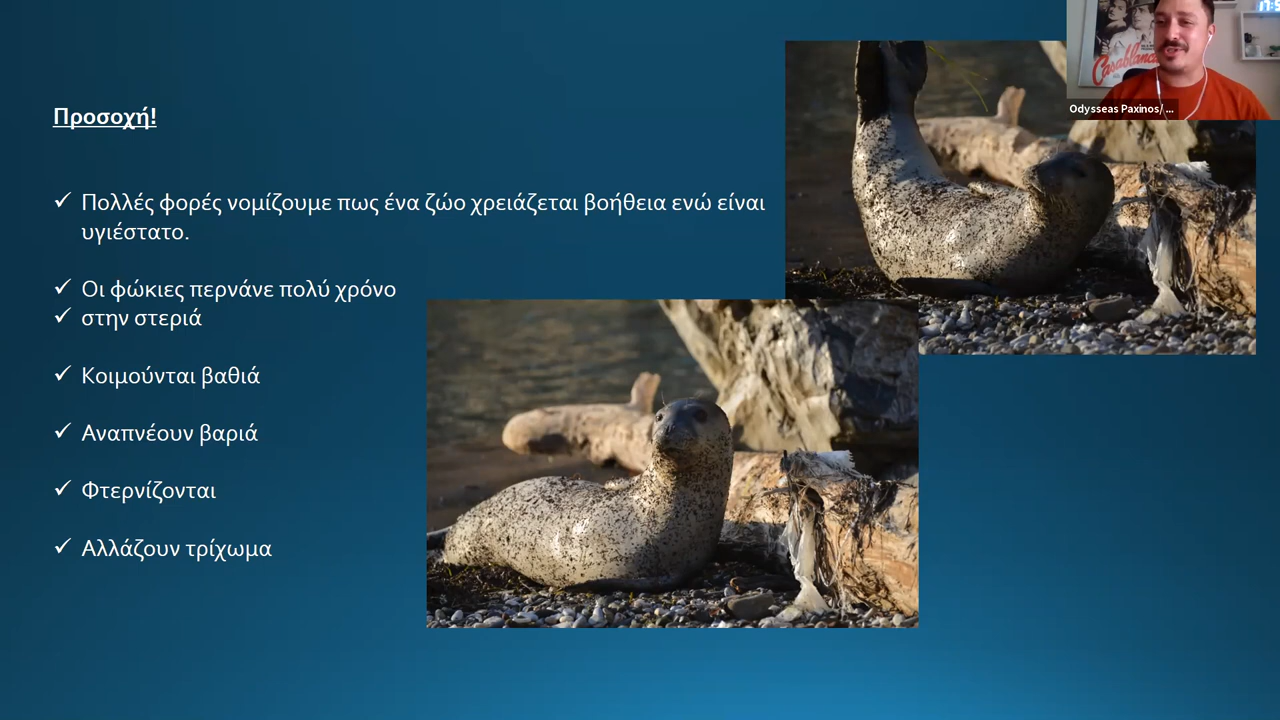 Προσοχή!
Πολλές φορές νομίζουμε πως ένα ζώο χρειάζεται βοήθεια ενώ είναι
υγιέστατο.
Οι φώκιες περνάνε πολύ χρόνο
στην στεριά
Κοιμούνται βαθιά
Αναπνέουν βαριά
Φτερνίζονται
Αλλάζουν τρίχωμα
Casablanca
Odysseas Paxinos/ ...